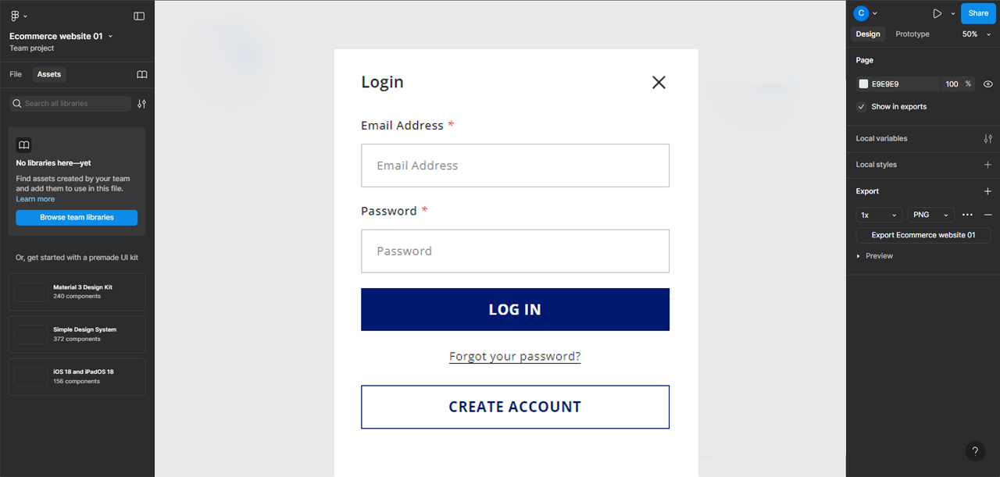 Ecommerce website 01
Team project
File Assets
Search all libraries
No libraries here—yet
Find assets created by your team
and add them to use in this file.
Learn more
Browse team libraries
Or, get started with a premade UI kit
Material 3 Design Kit
240 components
Simple Design System
372 components
iOS 18 and iPadOS 18
156 components
Login
Email Address *
Email Address
Password *
Password
LOG IN
Forgot your password?
CREATE ACCOUNT
C
Share
Design Prototype 50%
Page
E9E9E9 100 %
Show in exports
Local variables
Local styles
Export
1x PNG
Export Ecommerce website 01
Preview
?